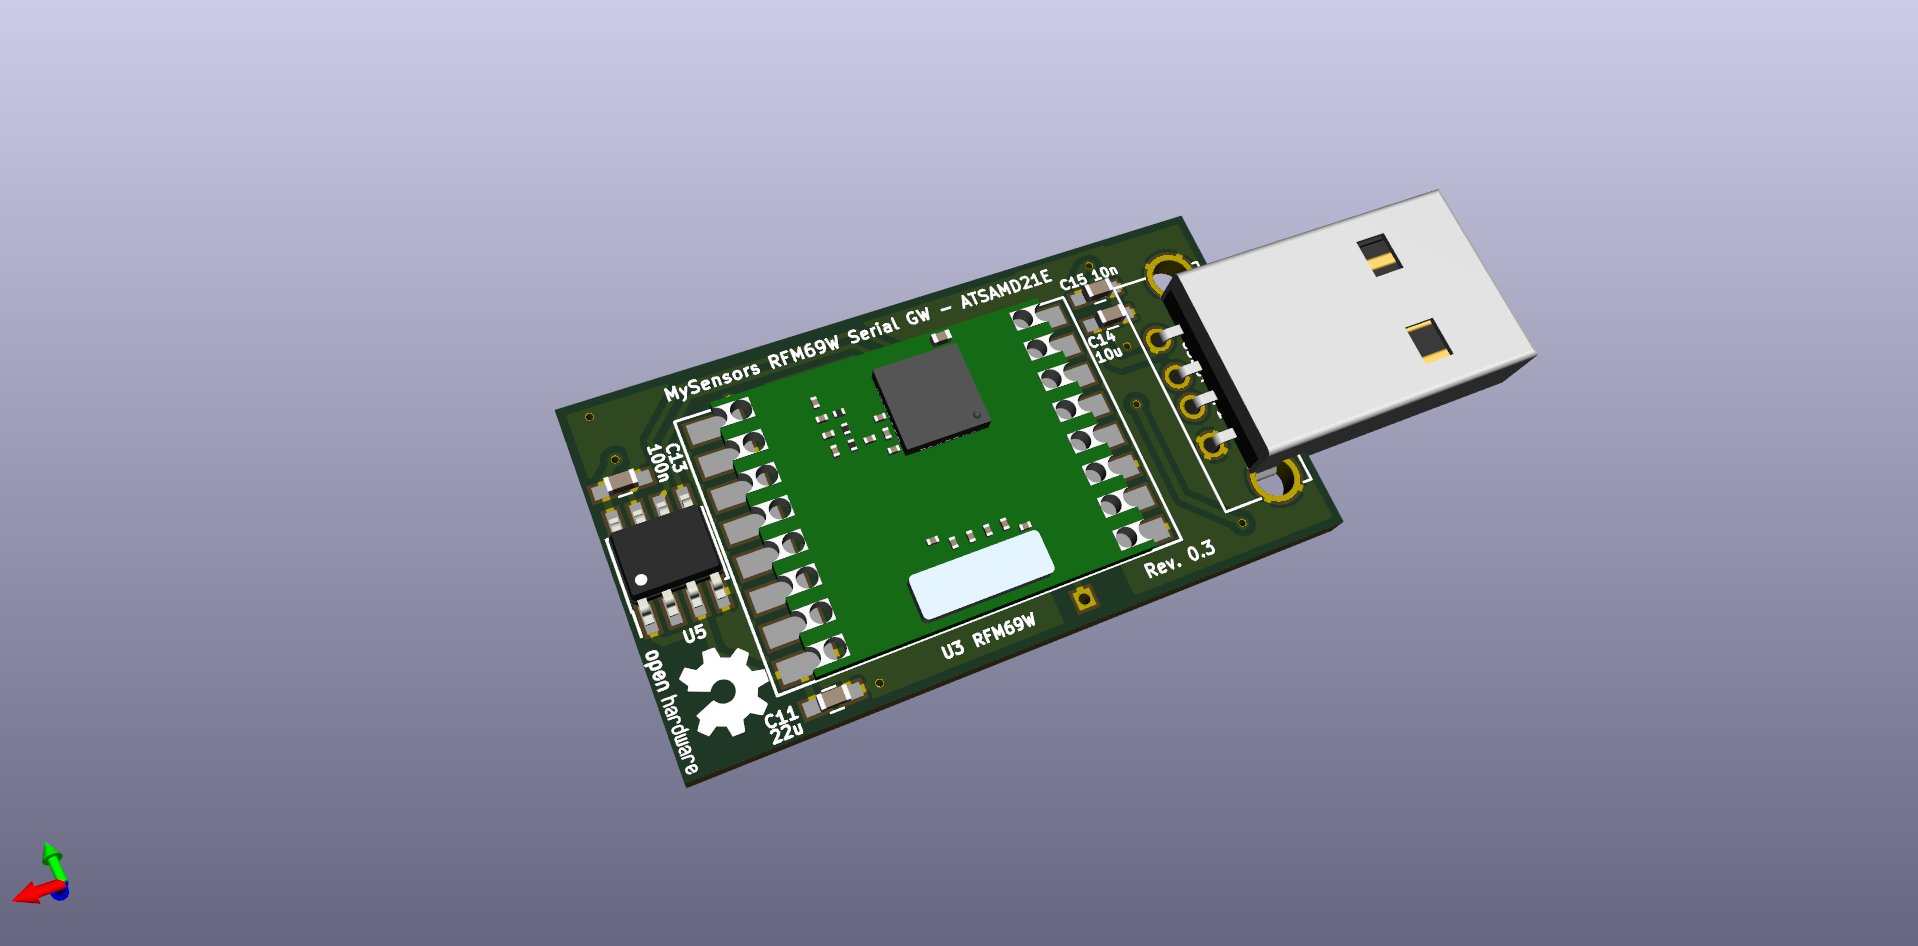 MySensors RFM69W Serial GW - ATSAMD21E
C15 10n
C14
10u
C13
100n
U5
open hardware
C11
22u
U3 RFM69W
Rev. 0.3